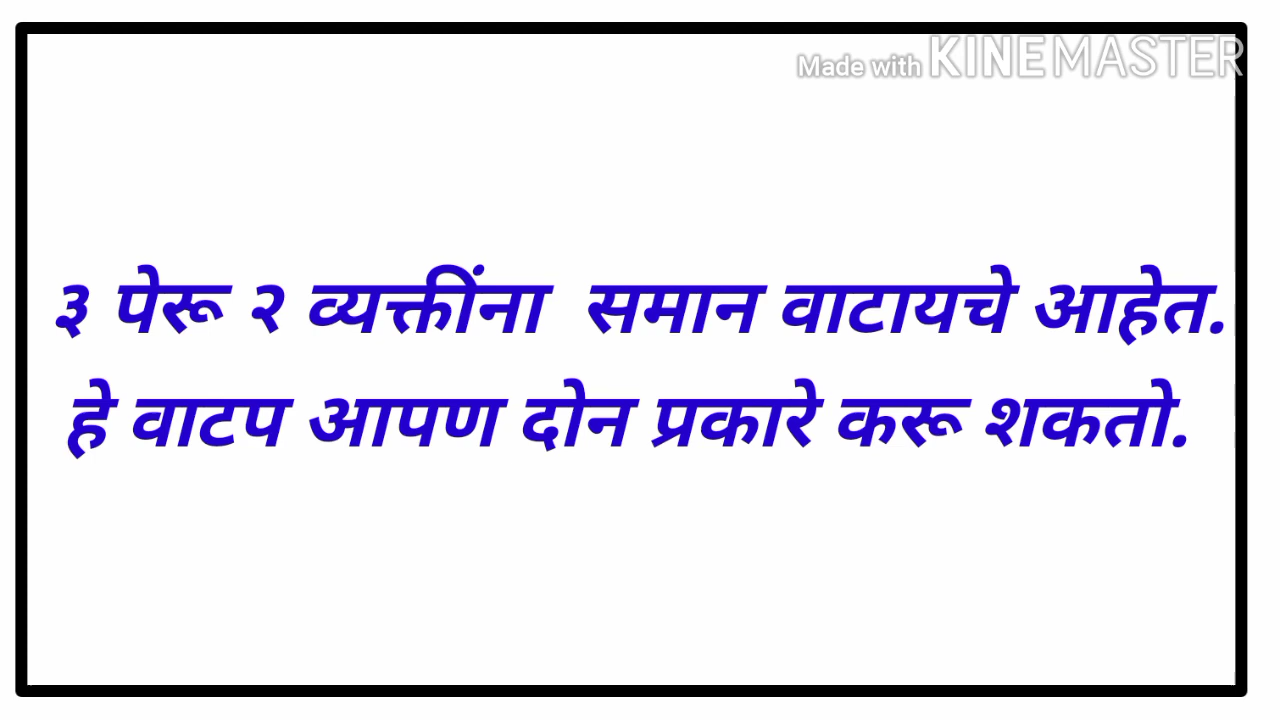 Made with KINEMASTER
३ पेरू २ व्यक्तींना समान वाटायचे आहेत.
हे वाटप आपण दोन प्रकारे करू शकतो.